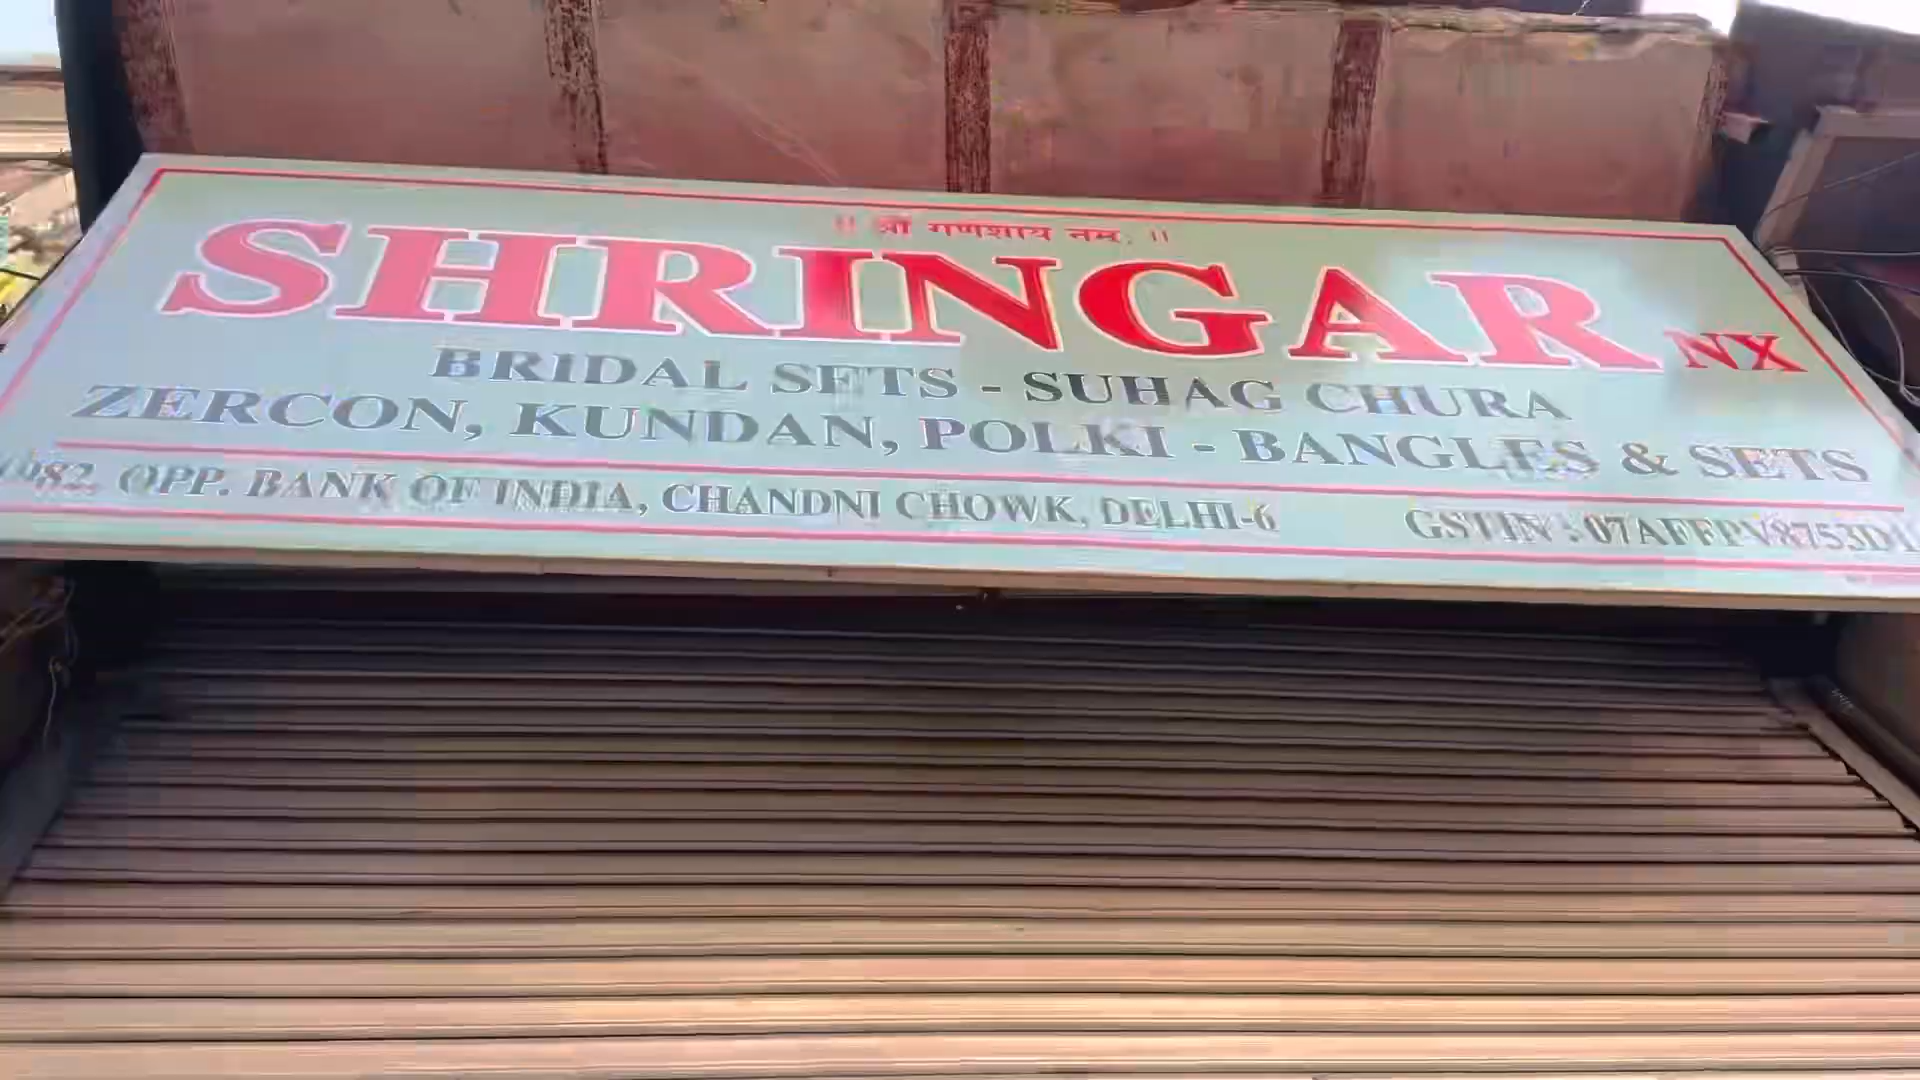 ॥ श्री गणेशाय नमः ॥
SHRINGAR NX
BRIDAL SETS - SUHAG CHURA
ZERCON, KUNDAN, POLKI - BANGLES & SETS
OPP. BANK OF INDIA, CHANDNI CHOWK, DELHI-6 GSTIN :